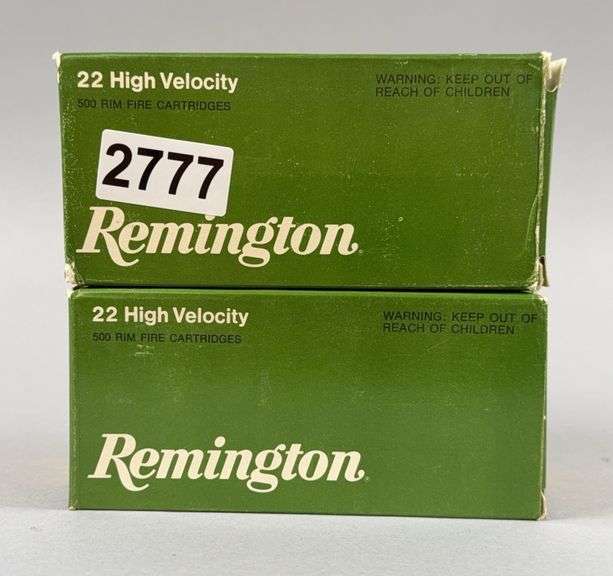 22 High Velocity
500 RIM FIRE CARTRIDGES
WARNING: KEEP OUT OF
REACH OF CHILDREN
2777
Remington
22 High Velocity
500 RIM FIRE CARTRIDGES
WARNING: KEEP OUT OF
REACH OF CHILDREN
Remington